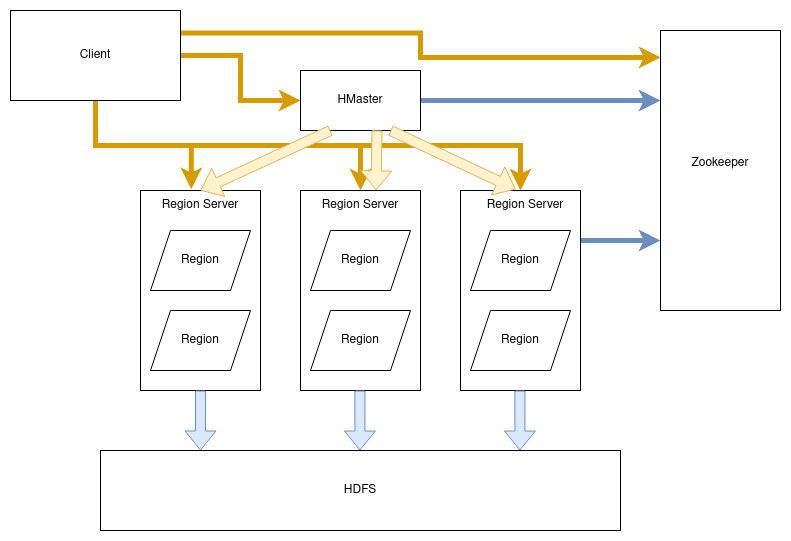 Client
HMaster
Zookeeper
Region Server
Region Server
Region Server
Region
Region
Region
Region
Region
Region
HDFS